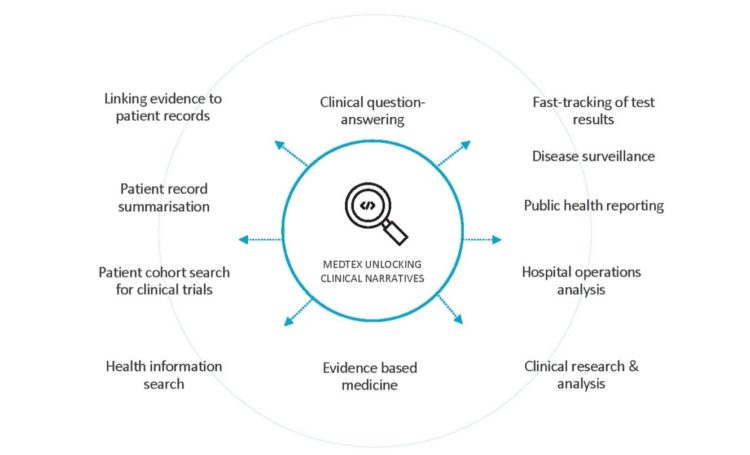 Linking evidence to
patient records
Clinical question-
answering
Fast-tracking of test
results
Disease surveillance
Patient record
summarisation
Public health reporting
</>
MEDTEX UNLOCKING
CLINICAL NARRATIVES
Patient cohort search
for clinical trials
Hospital operations
analysis
Health information
search
Evidence based
medicine
Clinical research &
analysis